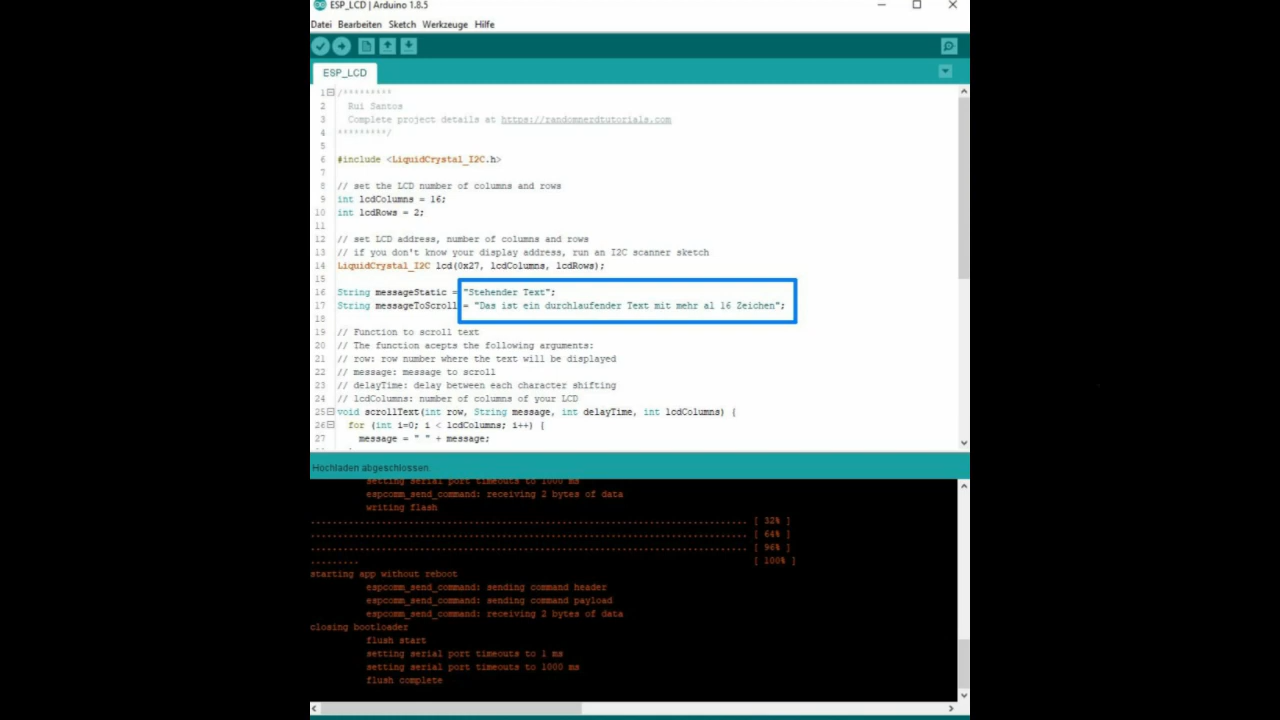 ESP_LCD | Arduino 1.8.5
Datei Bearbeiten Sketch Werkzeuge Hilfe
ESP_LCD
1 /*********
2 Rui Santos
3 Complete project details at https://randomnerdtutorials.com
4 *********/
5
6 #include <LiquidCrystal_I2C.h>
7
8 // set the LCD number of columns and rows
9 int lcdColumns = 16;
10 int lcdRows = 2;
11
12 // set LCD address, number of columns and rows
13 // if you don't know your display address, run an I2C scanner sketch
14 LiquidCrystal_I2C lcd(0x27, lcdColumns, lcdRows);
15
16 String messageStatic = "Stehender Text";
17 String messageToScroll = "Das ist ein durchlaufender Text mit mehr al 16 Zeichen";
18
19 // Function to scroll text
20 // The function acepts the following arguments:
21 // row: row number where the text will be displayed
22 // message: message to scroll
23 // delayTime: delay between each character shifting
24 // lcdColumns: number of columns of your LCD
25 void scrollText(int row, String message, int delayTime, int lcdColumns) {
26 for (int i=0; i < lcdColumns; i++) {
27 message = " " + message;
Hochladen abgeschlossen.
setting serial port timeouts to 1000 ms
espcomm_send_command: receiving 2 bytes of data
writing flash
................................................................................ [ 32% ]
................................................................................ [ 64% ]
................................................................................ [ 96% ]
......... [ 100% ]
starting app without reboot
espcomm_send_command: sending command header
espcomm_send_command: sending command payload
espcomm_send_command: receiving 2 bytes of data
closing bootloader
flush start
setting serial port timeouts to 1 ms
setting serial port timeouts to 1000 ms
flush complete